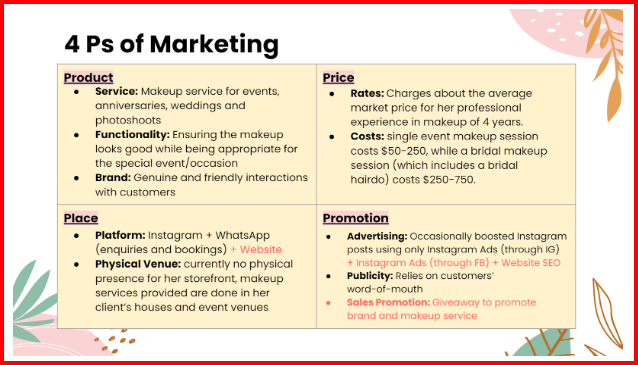 4 Ps of Marketing
Product
● Service: Makeup service for events,
anniversaries, weddings and
photoshoots
● Functionality: Ensuring the makeup
looks good while being appropriate for
the special event/occasion
● Brand: Genuine and friendly interactions
with customers
Price
● Rates: Charges about the average
market price for her professional
experience in makeup of 4 years.
● Costs: single event makeup session
costs $50-250, while a bridal makeup
session (which includes a bridal
hairdo) costs $250-750.
Place
● Platform: Instagram + WhatsApp
(enquiries and bookings) + Website
● Physical Venue: currently no physical
presence for her storefront, makeup
services provided are done in her
client's houses and event venues
Promotion
● Advertising: Occasionally boosted Instagram
posts using only Instagram Ads (through IG)
+ Instagram Ads (through FB) + Website SEO
● Publicity: Relies on customers'
word-of-mouth
● Sales Promotion: Giveaway to promote
brand and makeup service